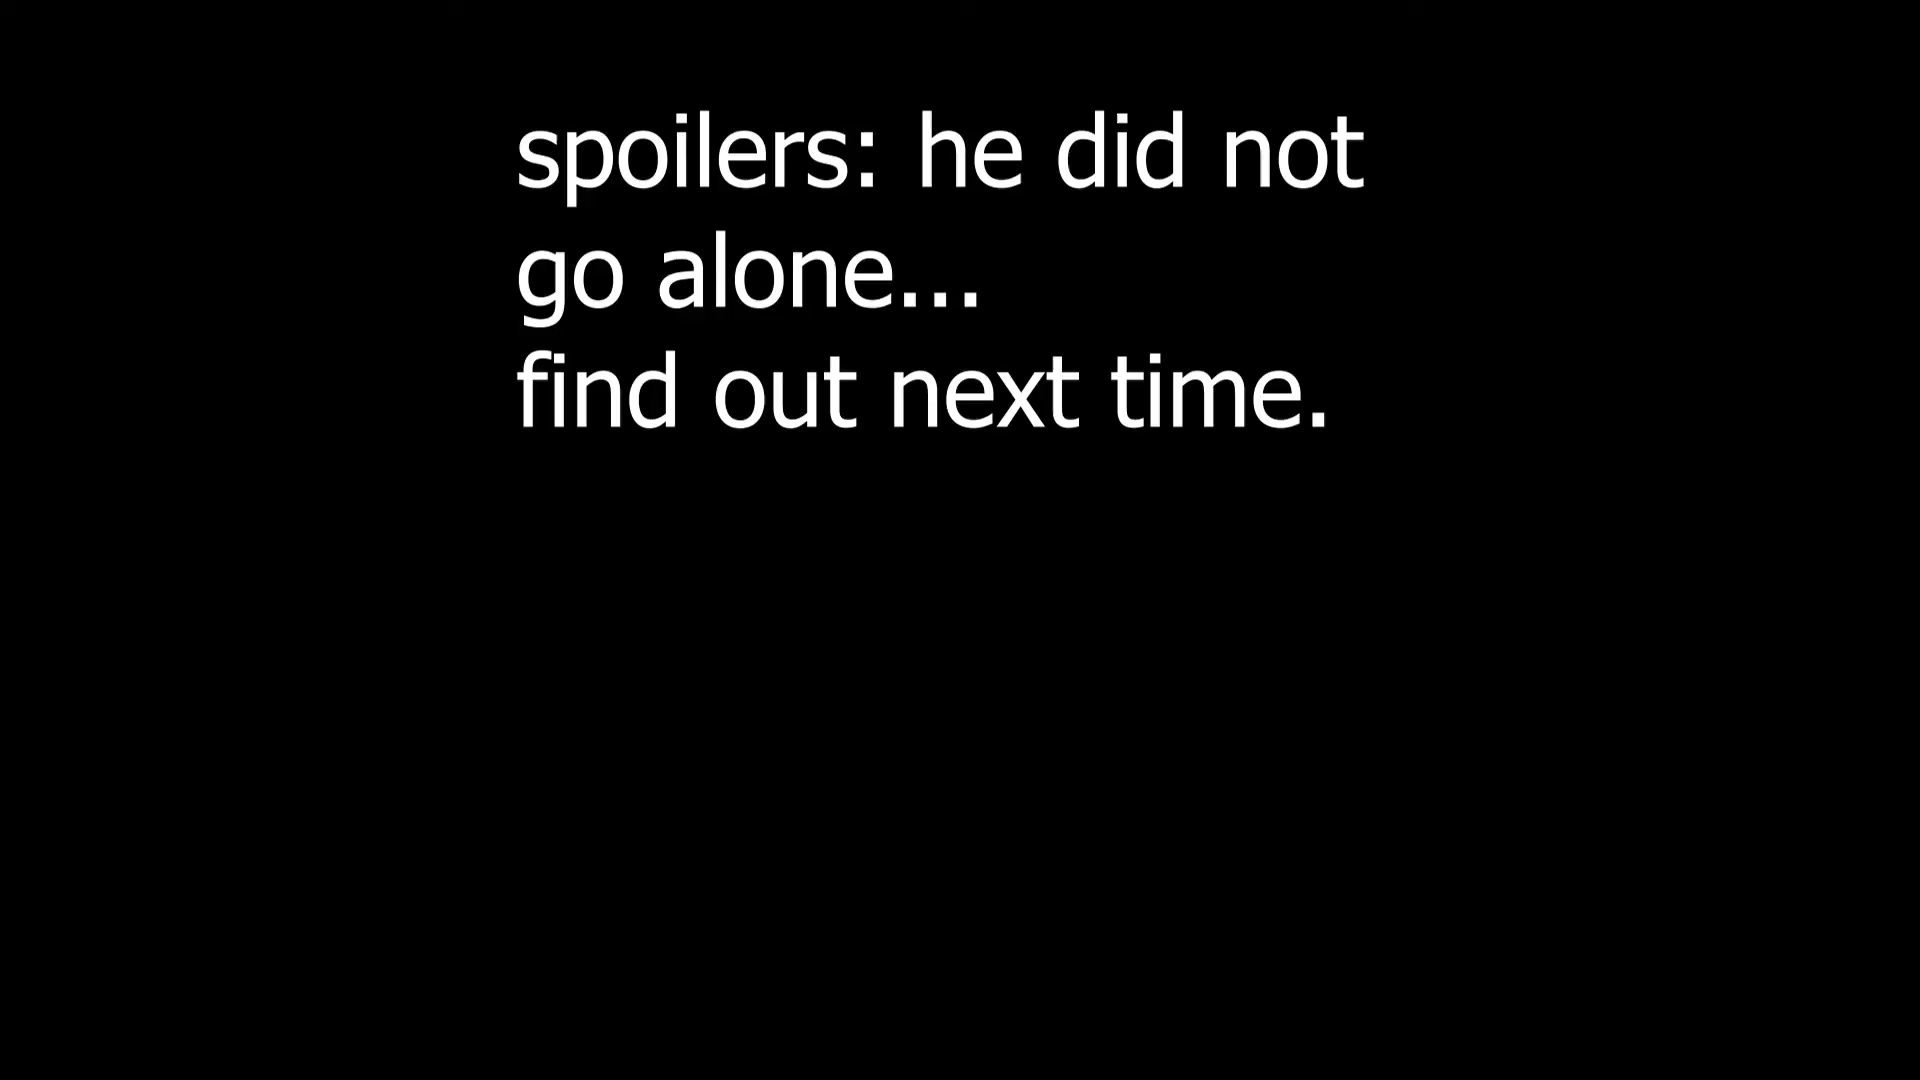 spoilers: he did not
go alone...
find out next time.